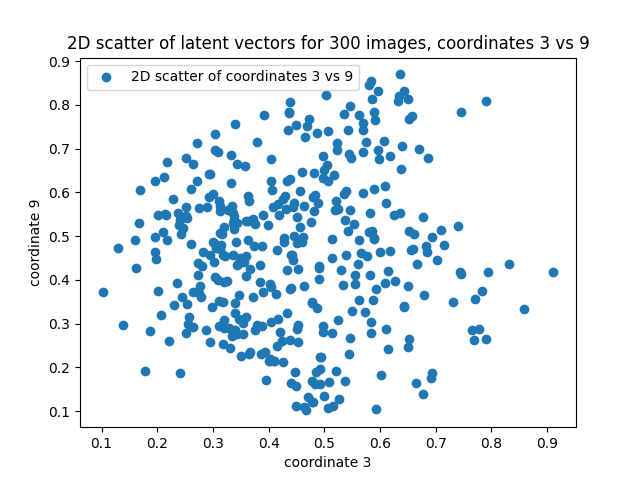 2D scatter of latent vectors for 300 images, coordinates 3 vs 9
2D scatter of coordinates 3 vs 9
0.9
0.8
0.7
0.6
0.5
0.4
0.3
0.2
0.1
coordinate 9
0.1 0.2 0.3 0.4 0.5 0.6 0.7 0.8 0.9
coordinate 3